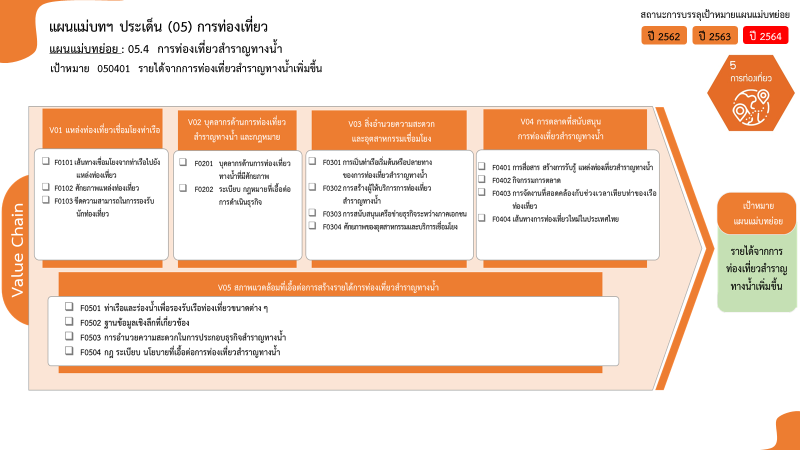 แผนแม่บทฯ ประเด็น (05) การท่องเที่ยว
แผนแม่บทย่อย : 05.4 การท่องเที่ยวสำราญทางน้ำ
เป้าหมาย 050401 รายได้จากการท่องเที่ยวสำราญทางน้ำเพิ่มขึ้น
สถานะการบรรลุเป้าหมายแผนแม่บทย่อย
ปี 2562
ปี 2563
ปี 2564
5
การท่องเที่ยว
Value Chain
V01 แหล่งท่องเที่ยวเชื่อมโยงท่าเรือ
F0101 เส้นทางเชื่อมโยงจากท่าเรือไปยัง
แหล่งท่องเที่ยว
F0102 ศักยภาพแหล่งท่องเที่ยว
F0103 ขีดความสามารถในการรองรับ
นักท่องเที่ยว
V02 บุคลากรด้านการท่องเที่ยว
สำราญทางน้ำ และกฎหมาย
F0201 บุคลากรด้านการท่องเที่ยว
ทางน้ำที่มีศักยภาพ
F0202 ระเบียบ กฎหมายที่เอื้อต่อ
การดำเนินธุรกิจ
V03 สิ่งอำนวยความสะดวก
และอุตสาหกรรมเชื่อมโยง
F0301 การเป็นท่าเรือเริ่มต้นหรือปลายทาง
ของการท่องเที่ยวสำราญทางน้ำ
F0302 การสร้างผู้ให้บริการการท่องเที่ยว
สำราญทางน้ำ
F0303 การสนับสนุนเครือข่ายธุรกิจระหว่างภาคเอกชน
F0304 ศักยภาพของอุตสาหกรรมและบริการเชื่อมโยง
V04 การตลาดที่สนับสนุน
การท่องเที่ยวสำราญทางน้ำ
F0401 การสื่อสาร สร้างการรับรู้ แหล่งท่องเที่ยวสำราญทางน้ำ
F0402 กิจกรรมการตลาด
F0403 การจัดงานที่สอดคล้องกับช่วงเวลาเทียบท่าของเรือ
ท่องเที่ยว
F0404 เส้นทางการท่องเที่ยวใหม่ในประเทศไทย
เป้าหมาย
แผนแม่บทย่อย
รายได้จากการ
ท่องเที่ยวสำราญ
ทางน้ำเพิ่มขึ้น
V05 สภาพแวดล้อมที่เอื้อต่อการสร้างรายได้การท่องเที่ยวสำราญทางน้ำ
F0501 ท่าเรือและร่องน้ำเพื่อรองรับเรือท่องเที่ยวขนาดต่าง ๆ
F0502 ฐานข้อมูลเชิงลึกที่เกี่ยวข้อง
F0503 การอำนวยความสะดวกในการประกอบธุรกิจสำราญทางน้ำ
F0504 กฎ ระเบียบ นโยบายที่เอื้อต่อการท่องเที่ยวสำราญทางน้ำ